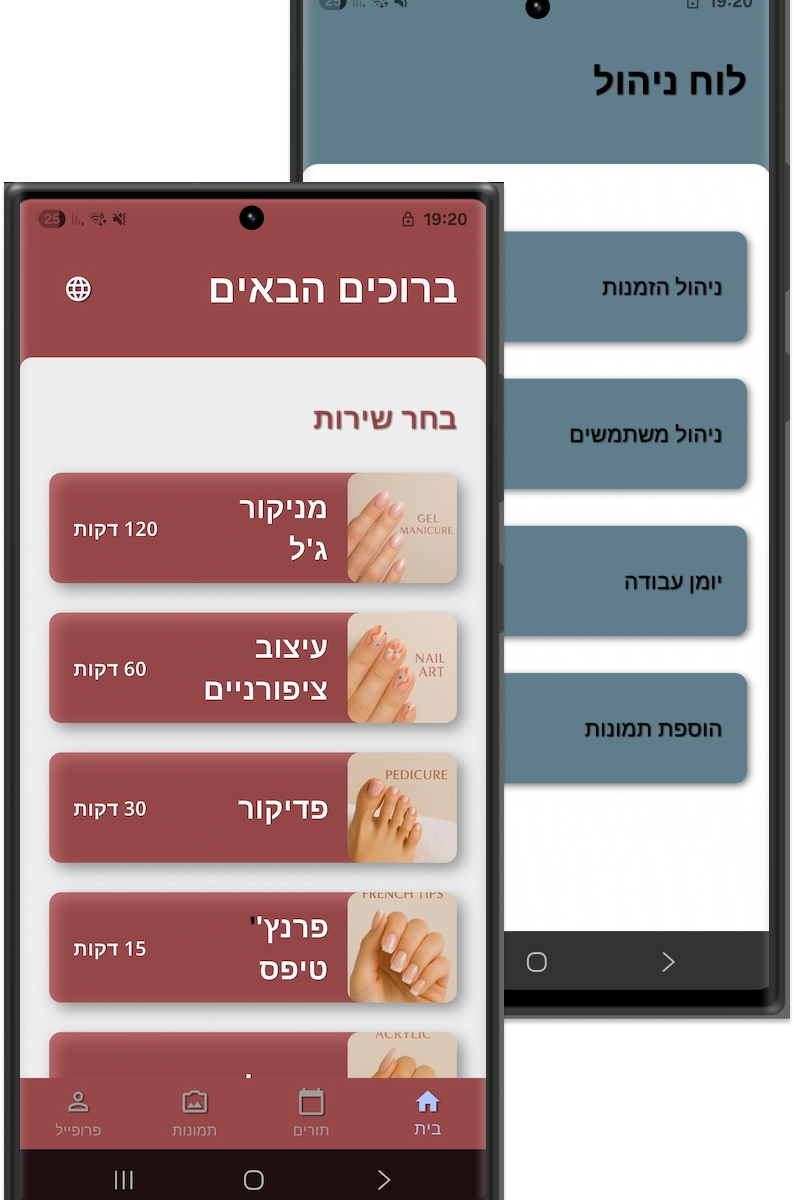 19:20
25
לוח ניהול
ניהול הזמנות
ניהול משתמשים
יומן עבודה
הוספת תמונות
19:20
25
ברוכים הבאים
בחר שירות
GEL
MANICURE
מניקור
ג'ל
120 דקות
NAIL
ART
עיצוב
ציפורניים
60 דקות
PEDICURE
פדיקור
30 דקות
FRENCH TIPS
פרנץ'
טיפס
15 דקות
ACRYLIC
בית
תורים
תמונות
פרופייל